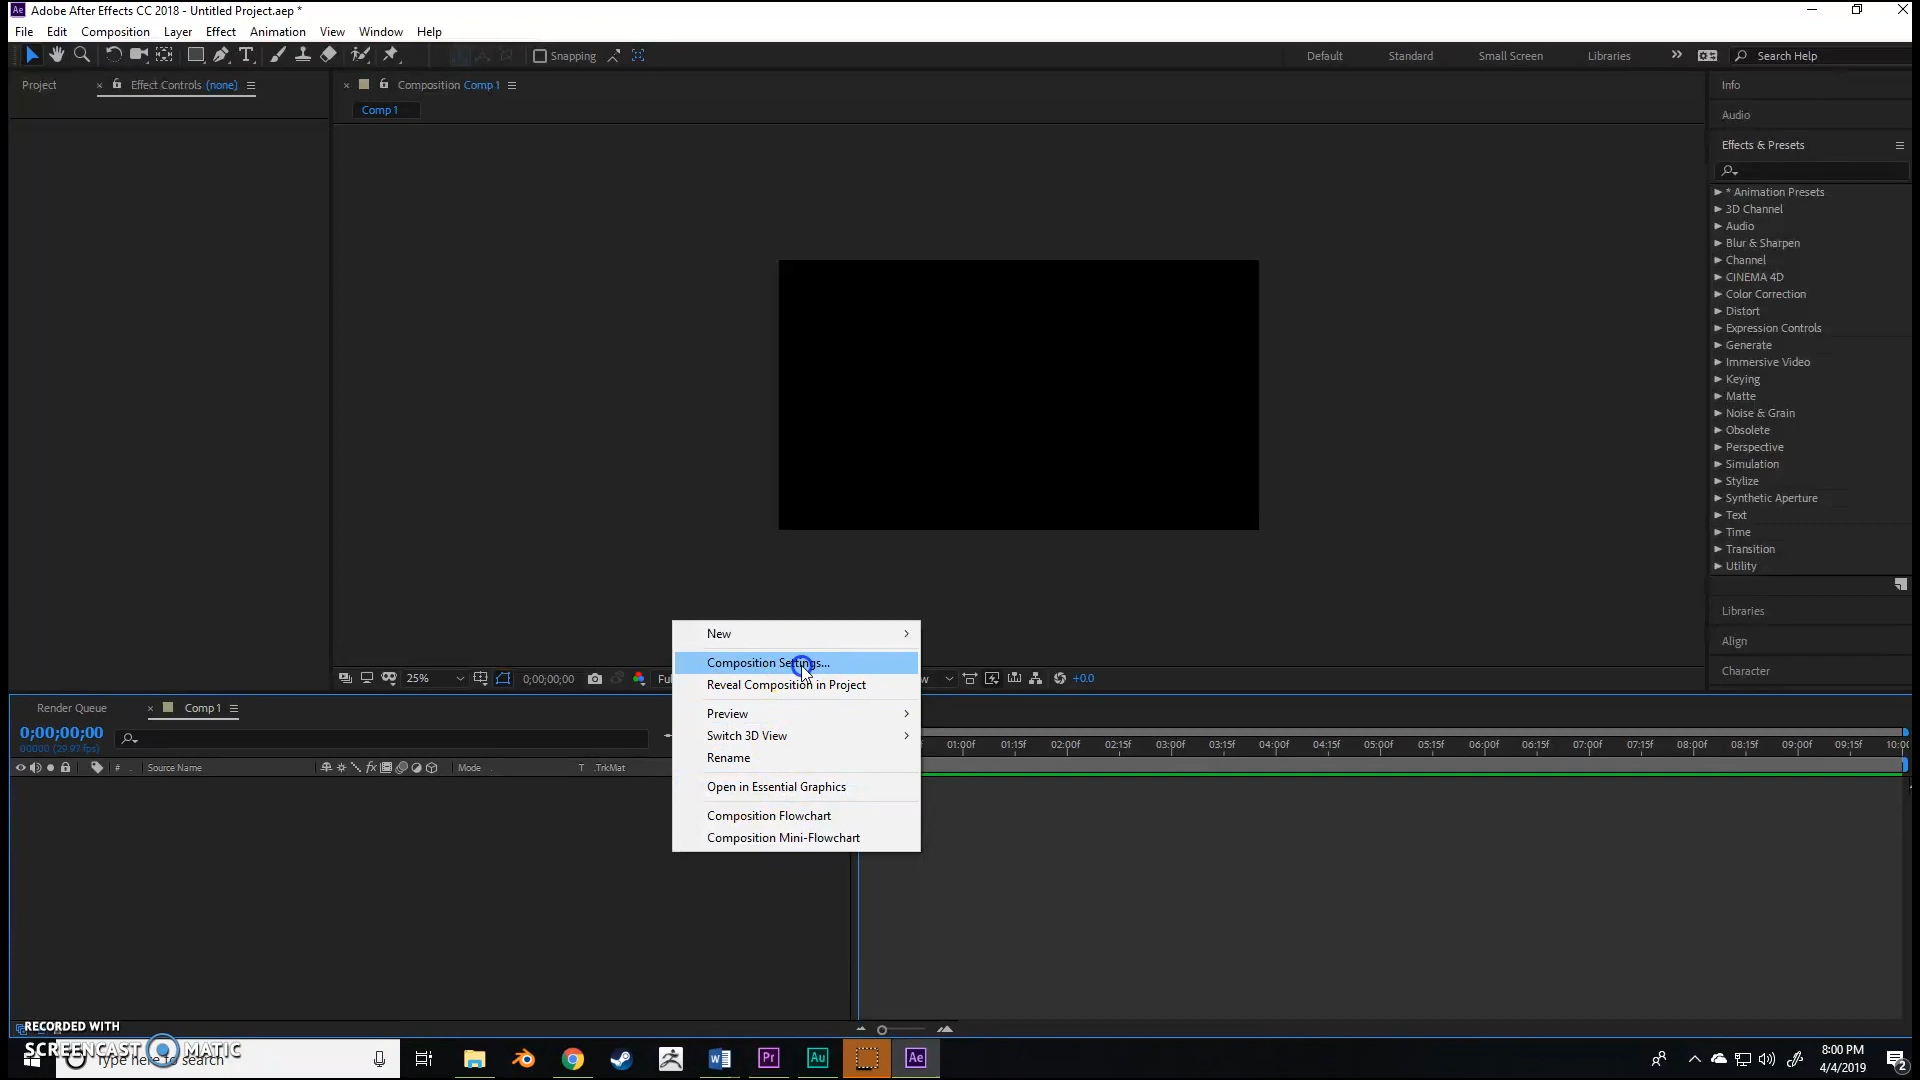 Ae Adobe After Effects CC 2018 - Untitled Project.aep *
File Edit Composition Layer Effect Animation View Window Help
Snapping Default Standard Small Screen Libraries Search Help
Project Effect Controls (none) Composition Comp 1 Info
Comp 1
Audio
Effects & Presets
* Animation Presets
3D Channel
Audio
Blur & Sharpen
Channel
CINEMA 4D
Color Correction
Distort
Expression Controls
Generate
Immersive Video
Keying
Matte
Noise & Grain
Obsolete
Perspective
Simulation
Stylize
Synthetic Aperture
Text
Time
Transition
Utility
Libraries
Align
Character
New
Composition Settings...
Reveal Composition in Project
Preview
Switch 3D View
Rename
Open in Essential Graphics
Composition Flowchart
Composition Mini-Flowchart
25% 0;00;00;00 +0.0
Render Queue Comp 1
0;00;00;00
00000 (29.97 fps)
01:00f 01:15f 02:00f 02:15f 03:00f 03:15f 04:00f 04:15f 05:00f 05:15f 06:00f 06:15f 07:00f 07:15f 08:00f 08:15f 09:00f 09:15f 10:00
# Source Name fx Mode T .TrkMat
RECORDED WITH
SCREENCAST MATIC
Type here to search
Pr Au Ae
8:00 PM
4/4/2019
2